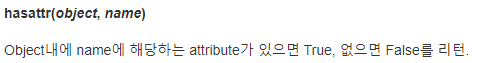 hasattr(object, name)
Object내에 name에 해당하는 attribute가 있으면 True, 없으면 False를 리턴.